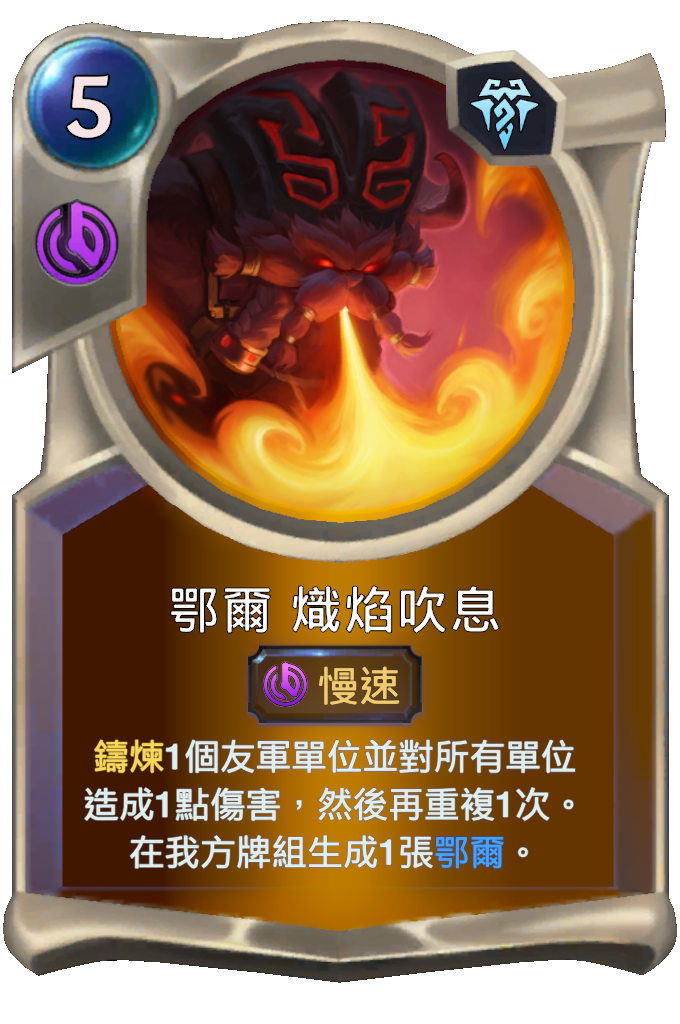 5
鄂爾 熾焰吹息
慢速
鑄煉1個友軍單位並對所有單位
造成1點傷害，然後再重複1次。
在我方牌組生成1張鄂爾。